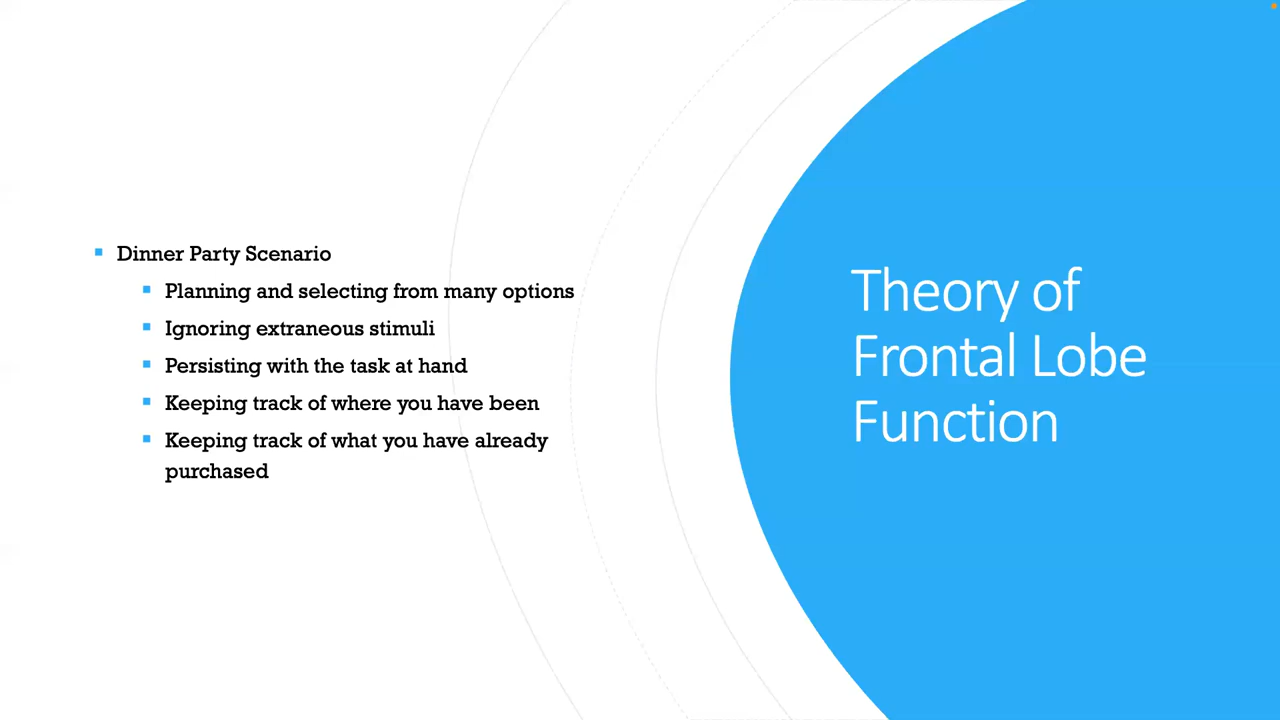 Dinner Party Scenario
Planning and selecting from many options
Ignoring extraneous stimuli
Persisting with the task at hand
Keeping track of where you have been
Keeping track of what you have already
purchased
Theory of
Frontal Lobe
Function